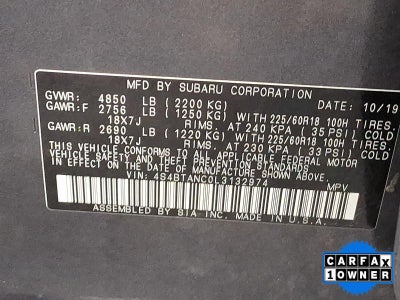 MFD BY SUBARU CORPORATION
GVWR: 4850 LB (2200 KG) DATE: 10/19
GAWR:F 2756 LB (1250 KG) WITH 225/60R18 100H TIRES.
18X7J RIMS, AT 240 KPA (35 PSI) COLD
GAWR:R 2690 LB (1220 KG) WITH 225/60R18 100H TIRES.
18X7J RIMS, AT 230 KPA (33 PSI) COLD
THIS VEHICLE CONFORMS TO ALL APPLICABLE FEDERAL MOTOR
VEHICLE SAFETY STANDARDS IN EFFECT ON THE DATE OF
MANUFACTURE SHOWN ABOVE.
VIN: 4S4BTANC0L3132874 MPV
ASSEMBLED BY SIA INC. MADE IN U.S.A.
CARFAX
1 OWNER